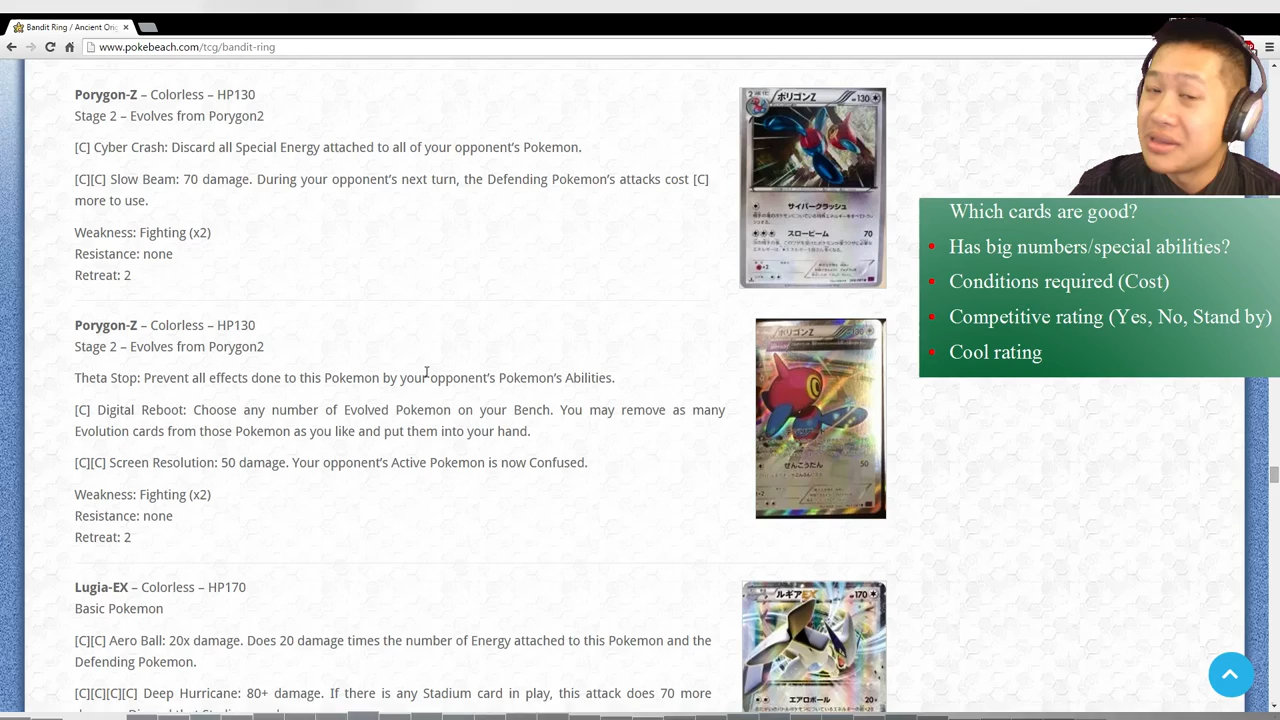 Bandit Ring / Ancient Ori
www.pokebeach.com/tcg/bandit-ring
Porygon-Z – Colorless – HP130
Stage 2 – Evolves from Porygon2
[C] Cyber Crash: Discard all Special Energy attached to all of your opponent's Pokemon.
[C][C] Slow Beam: 70 damage. During your opponent's next turn, the Defending Pokemon's attacks cost [C]
more to use.
Weakness: Fighting (x2)
Resistance: none
Retreat: 2
ポリゴンZ
130
サイバークラッシュ
スロービーム 70
Which cards are good?
• Has big numbers/special abilities?
• Conditions required (Cost)
• Competitive rating (Yes, No, Stand by)
• Cool rating
Porygon-Z – Colorless – HP130
Stage 2 – Evolves from Porygon2
Theta Stop: Prevent all effects done to this Pokemon by your opponent's Pokemon's Abilities.
[C] Digital Reboot: Choose any number of Evolved Pokemon on your Bench. You may remove as many
Evolution cards from those Pokemon as you like and put them into your hand.
[C][C] Screen Resolution: 50 damage. Your opponent's Active Pokemon is now Confused.
Weakness: Fighting (x2)
Resistance: none
Retreat: 2
ポリゴンZ
130
50
Lugia-EX – Colorless – HP170
Basic Pokemon
[C][C] Aero Ball: 20x damage. Does 20 damage times the number of Energy attached to this Pokemon and the
Defending Pokemon.
[C][C][C][C] Deep Hurricane: 80+ damage. If there is any Stadium card in play, this attack does 70 more
ルギアEX
170
エアロボール 20×